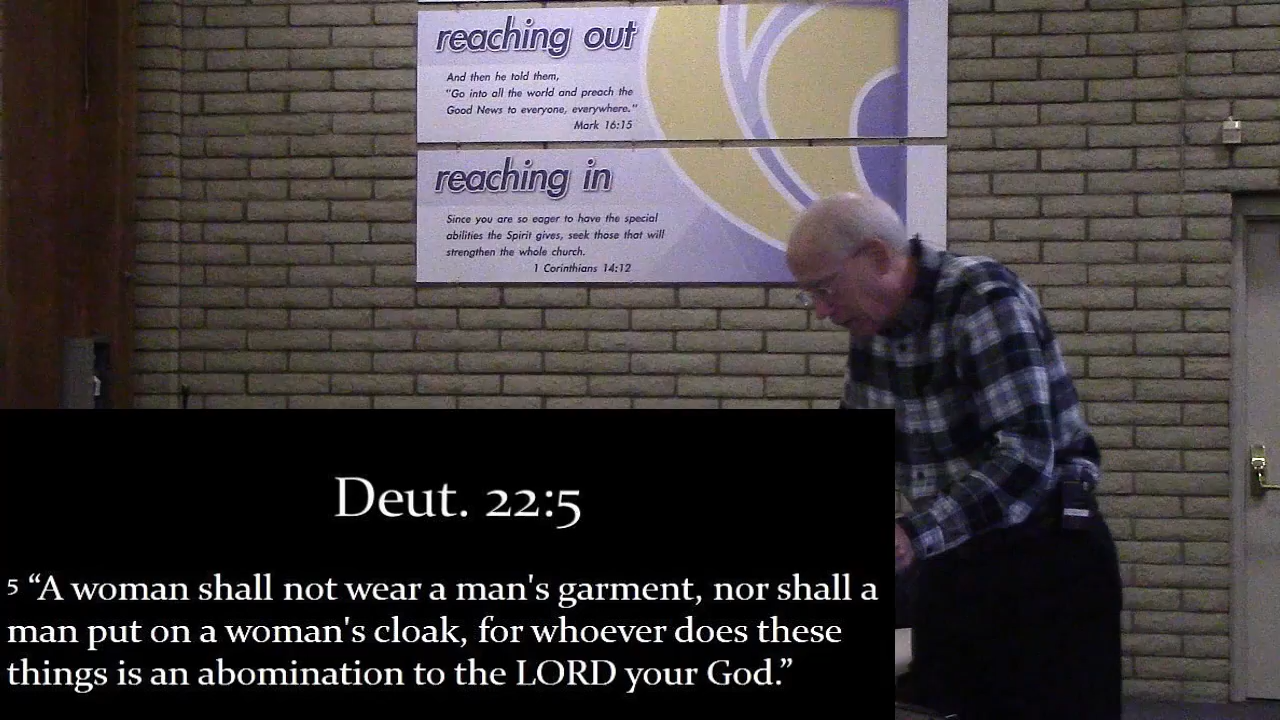 reaching out
And then he told them,
"Go into all the world and preach the
Good News to everyone, everywhere."
Mark 16:15
reaching in
Since you are so eager to have the special
abilities the Spirit gives, seek those that will
strengthen the whole church.
1 Corinthians 14:12
Deut. 22:5
5 “A woman shall not wear a man's garment, nor shall a
man put on a woman's cloak, for whoever does these
things is an abomination to the LORD your God.”